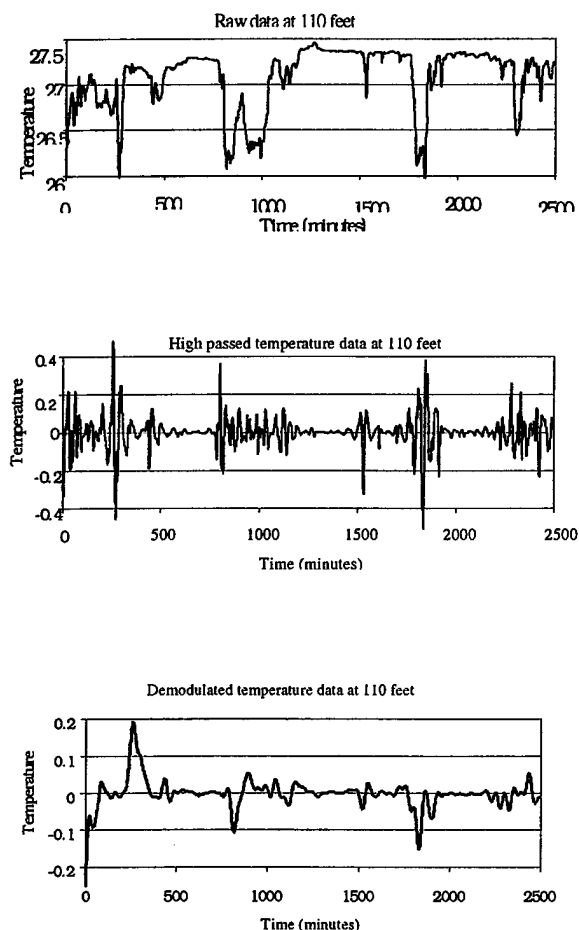 Raw data at 110 feet
27.5
27
26.5
26
Temperature
0 500 1000 1500 2000 2500
Time (minutes)
High passed temperature data at 110 feet
0.4
0.2
0
-0.2
-0.4
Temperature
0 500 1000 1500 2000 2500
Time (minutes)
Demodulated temperature data at 110 feet
0.2
0.1
0
-0.1
-0.2
Temperature
0 500 1000 1500 2000 2500
Time (minutes)